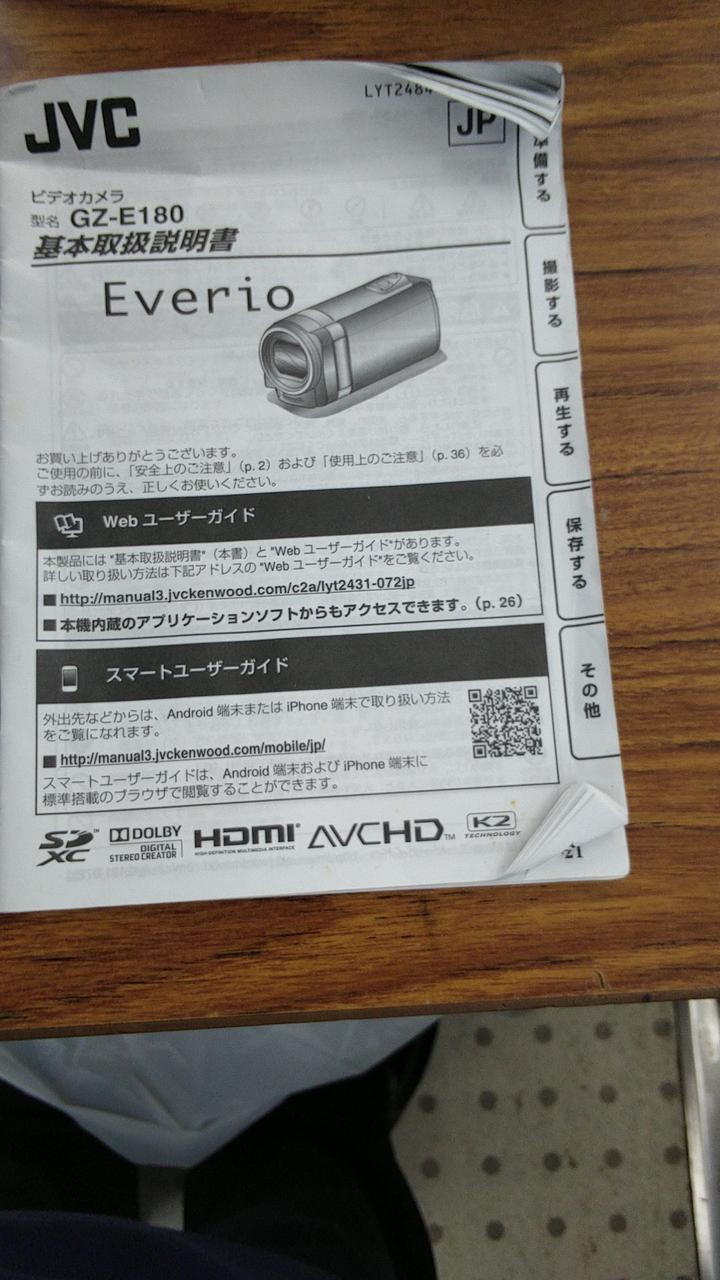 JVC
LYT2484
JP
ビデオカメラ
型名 GZ-E180
基本取扱説明書
Everio
お買い上げありがとうございます。
ご使用の前に、「安全上のご注意」(p. 2) および「使用上のご注意」(p. 36) を必
ずお読みのうえ、正しくお使いください。
Web ユーザーガイド
本製品には "基本取扱説明書"(本書) と "Web ユーザーガイド"があります。
詳しい取り扱い方法は下記アドレスの "Web ユーザーガイド"をご覧ください。
■ http://manual3.jvckenwood.com/c2a/lyt2431-072jp
■ 本機内蔵のアプリケーションソフトからもアクセスできます。(p. 26)
スマートユーザーガイド
外出先などからは、Android 端末または iPhone 端末で取り扱い方法
をご覧になれます。
■ http://manual3.jvckenwood.com/mobile/jp/
スマートユーザーガイドは、Android 端末および iPhone 端末に
標準搭載のブラウザで閲覧することができます。
SD XC™
DOLBY DIGITAL STEREO CREATOR
HDMI®
HIGH-DEFINITION MULTIMEDIA INTERFACE
AVCHD™
K2 TECHNOLOGY
準備する
撮影する
再生する
保存する
その他